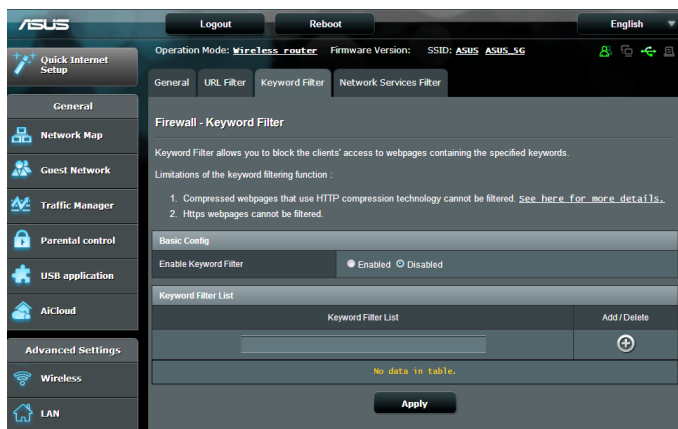 ASUS
Logout
Reboot
English
Quick Internet
Setup
Operation Mode: Wireless router Firmware Version: SSID: ASUS ASUS_5G
General
URL Filter
Keyword Filter
Network Services Filter
General
Network Map
Guest Network
Traffic Manager
Parental control
USB application
AiCloud
Advanced Settings
Wireless
LAN
Firewall - Keyword Filter
Keyword Filter allows you to block the clients' access to webpages containing the specified keywords.
Limitations of the keyword filtering function :
1. Compressed webpages that use HTTP compression technology cannot be filtered. See here for more details.
2. Https webpages cannot be filtered.
Basic Config
Enable Keyword Filter
Enabled Disabled
Keyword Filter List
Keyword Filter List
Add / Delete
No data in table.
Apply